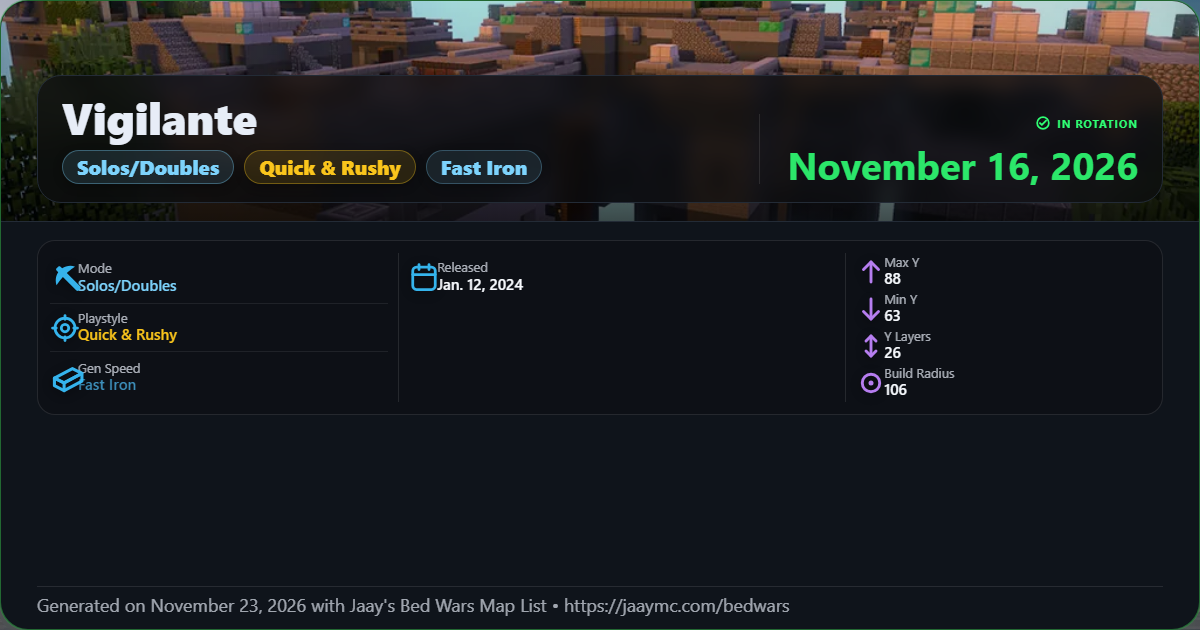 Vigilante
Solos/Doubles
Quick & Rushy
Fast Iron
IN ROTATION
November 16, 2026
Mode
Solos/Doubles
Playstyle
Quick & Rushy
Gen Speed
Fast Iron
Released
Jan. 12, 2024
Max Y
88
Min Y
63
Y Layers
26
Build Radius
106
Generated on November 23, 2026 with Jaay's Bed Wars Map List • https://jaaymc.com/bedwars